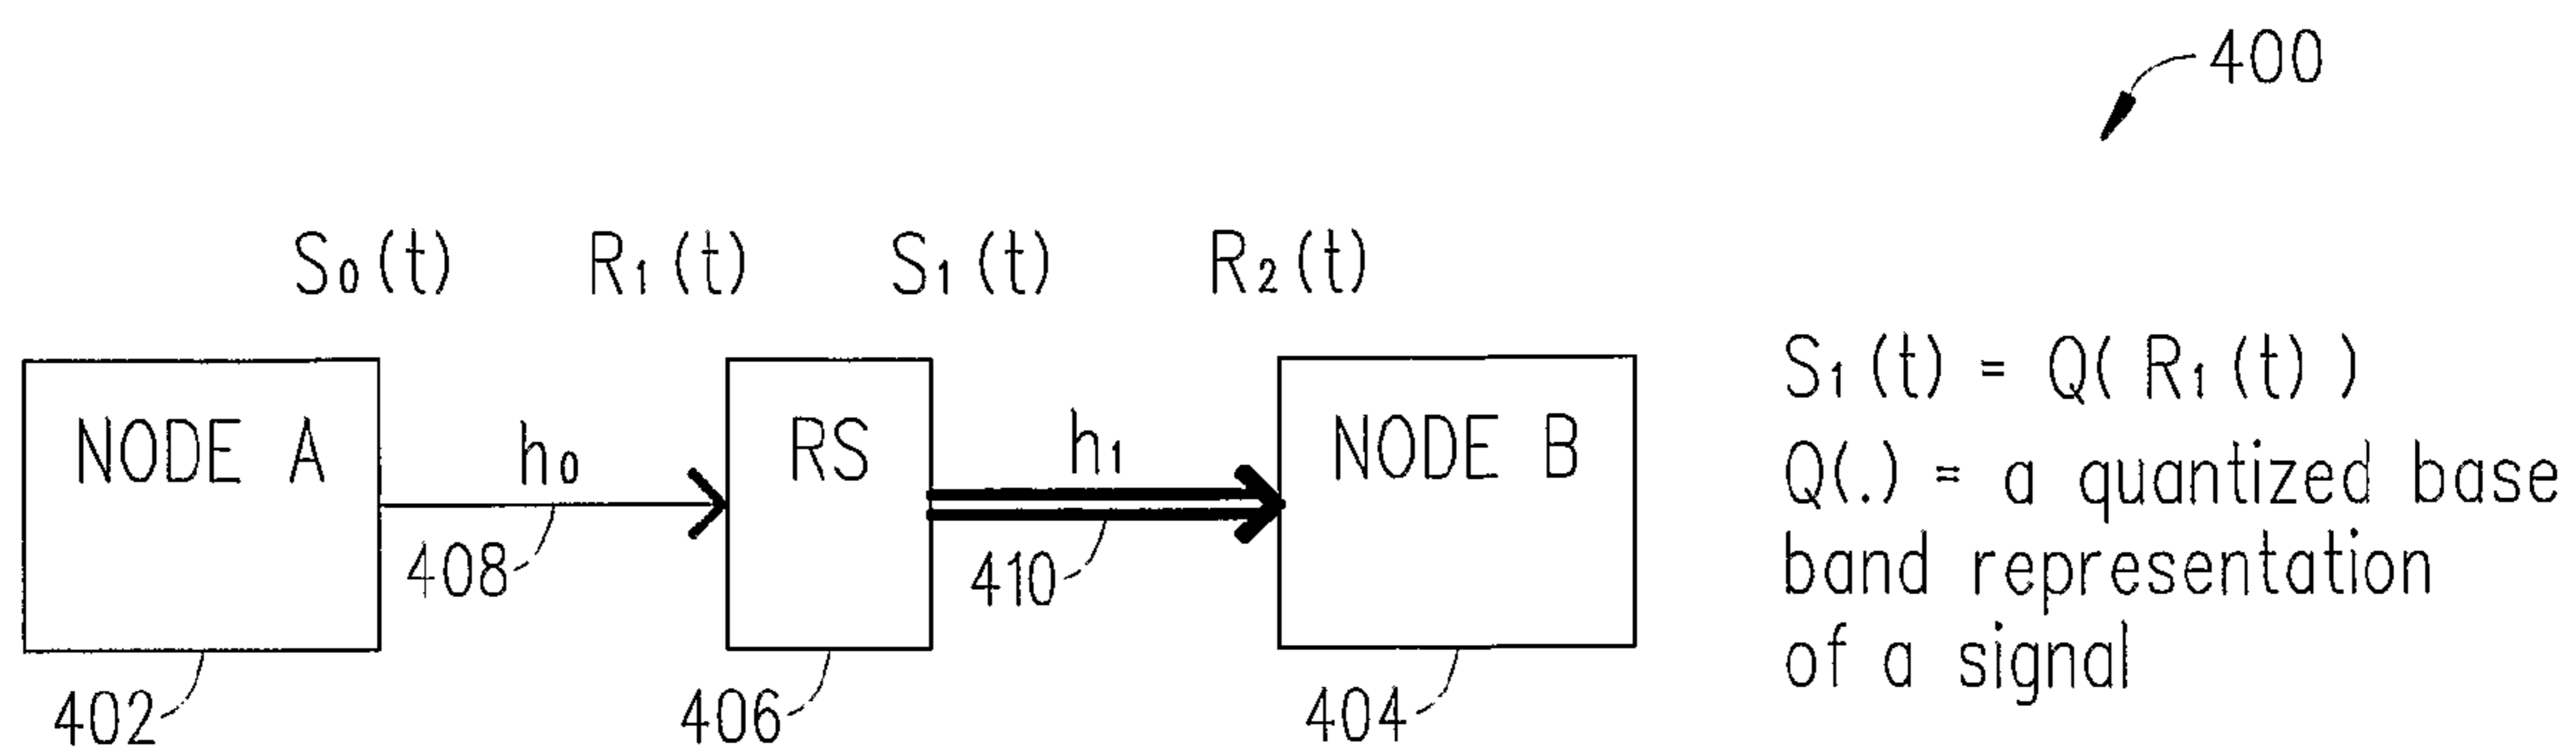 400
S₀(t) R₁(t) S₁(t) R₂(t)
NODE A h₀ RS h₁ NODE B
408 410
402 406 404
S₁(t) = Q( R₁(t) )
Q(.) = a quantized base
band representation
of a signal